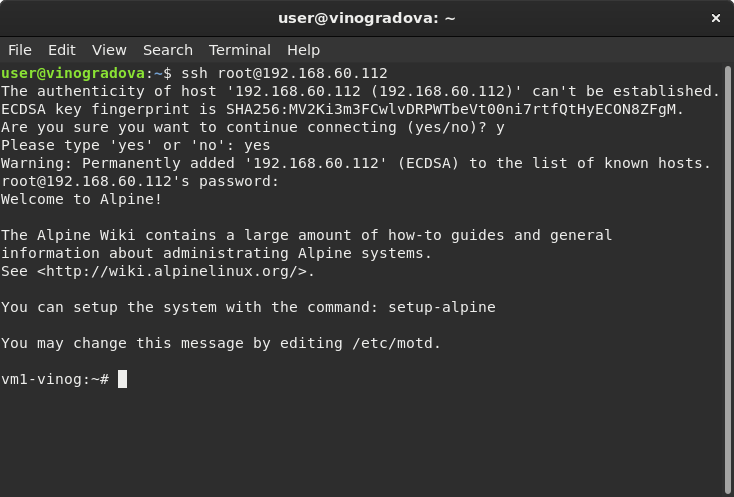 user@vinogradova: ~
×
File Edit View Search Terminal Help
user@vinogradova:~$ ssh root@192.168.60.112
The authenticity of host '192.168.60.112 (192.168.60.112)' can't be established.
ECDSA key fingerprint is SHA256:MV2Ki3m3FCwlvDRPWTbeVt00ni7rtfQtHyECON8ZFgM.
Are you sure you want to continue connecting (yes/no)? y
Please type 'yes' or 'no': yes
Warning: Permanently added '192.168.60.112' (ECDSA) to the list of known hosts.
root@192.168.60.112's password:
Welcome to Alpine!

The Alpine Wiki contains a large amount of how-to guides and general
information about administrating Alpine systems.
See <http://wiki.alpinelinux.org/>.

You can setup the system with the command: setup-alpine

You may change this message by editing /etc/motd.

vm1-vinog:~#